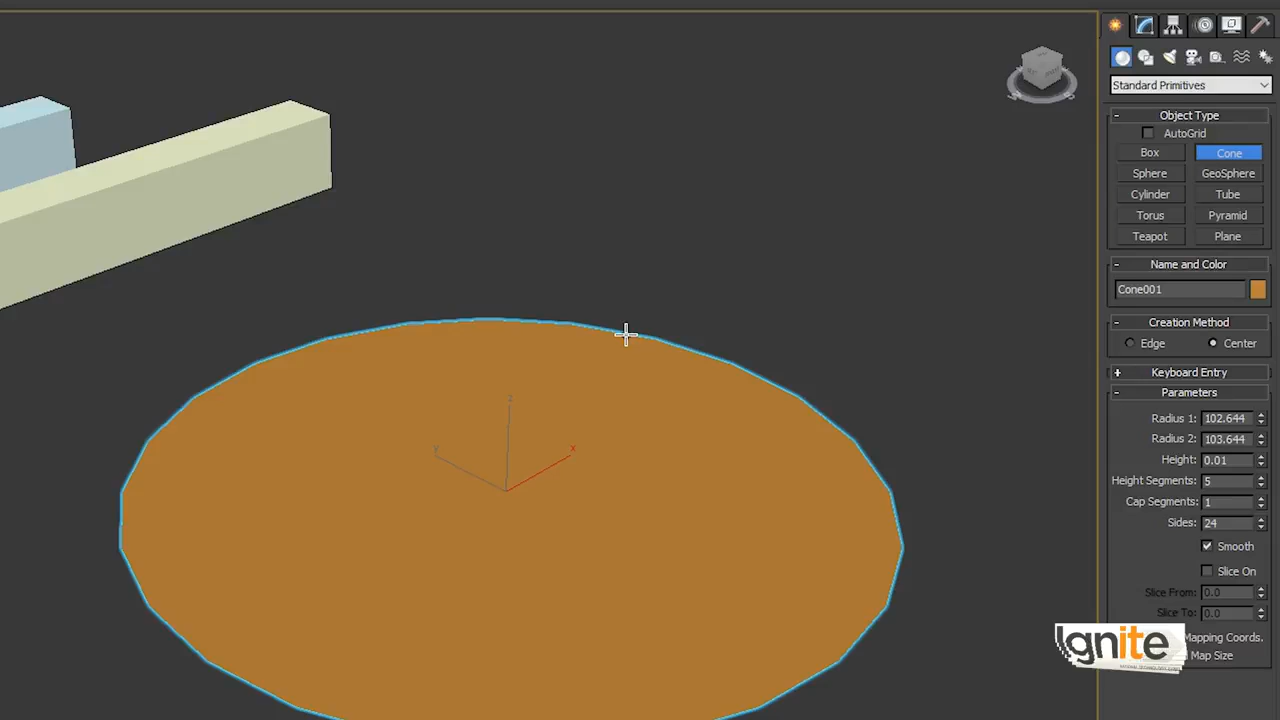 Standard Primitives
- Object Type
AutoGrid
Box Cone
Sphere GeoSphere
Cylinder Tube
Torus Pyramid
Teapot Plane
- Name and Color
Cone001
- Creation Method
Edge Center
+ Keyboard Entry
- Parameters
Radius 1: 102.644
Radius 2: 103.644
Height: 0.01
Height Segments: 5
Cap Segments: 1
Sides: 24
Smooth
Slice On
Slice From: 0.0
Slice To: 0.0
Mapping Coords.
Map Size
Ignite
z
y x